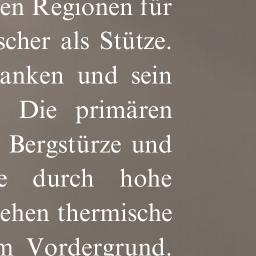 en Regionen für
scher als Stütze.
anken und sein
Die primären
Bergstürze und
e durch hohe
ehen thermische
m Vordergrund.